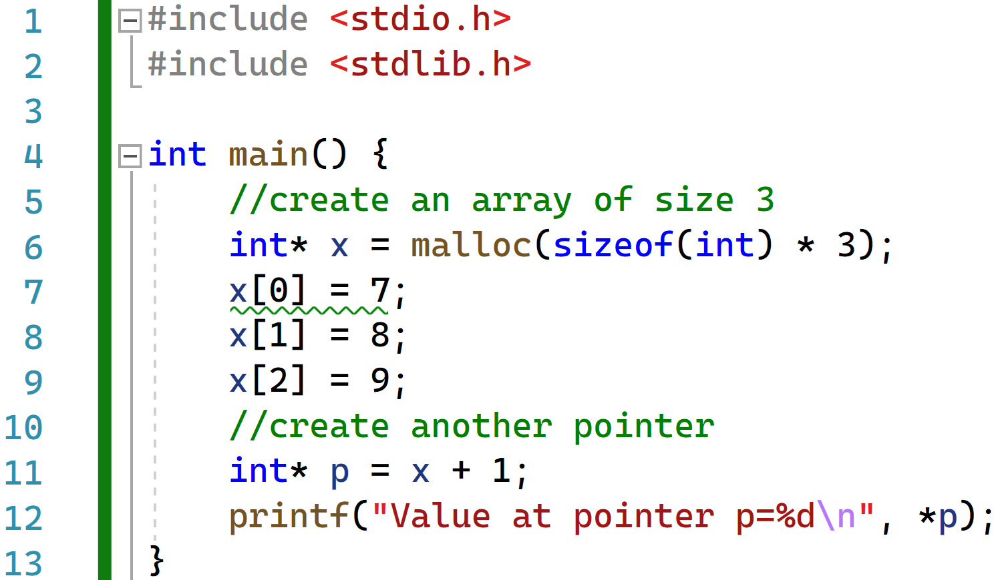 1 #include <stdio.h>
2 #include <stdlib.h>
3
4 int main() {
5 //create an array of size 3
6 int* x = malloc(sizeof(int) * 3);
7 x[0] = 7;
8 x[1] = 8;
9 x[2] = 9;
10 //create another pointer
11 int* p = x + 1;
12 printf("Value at pointer p=%d\n", *p);
13 }